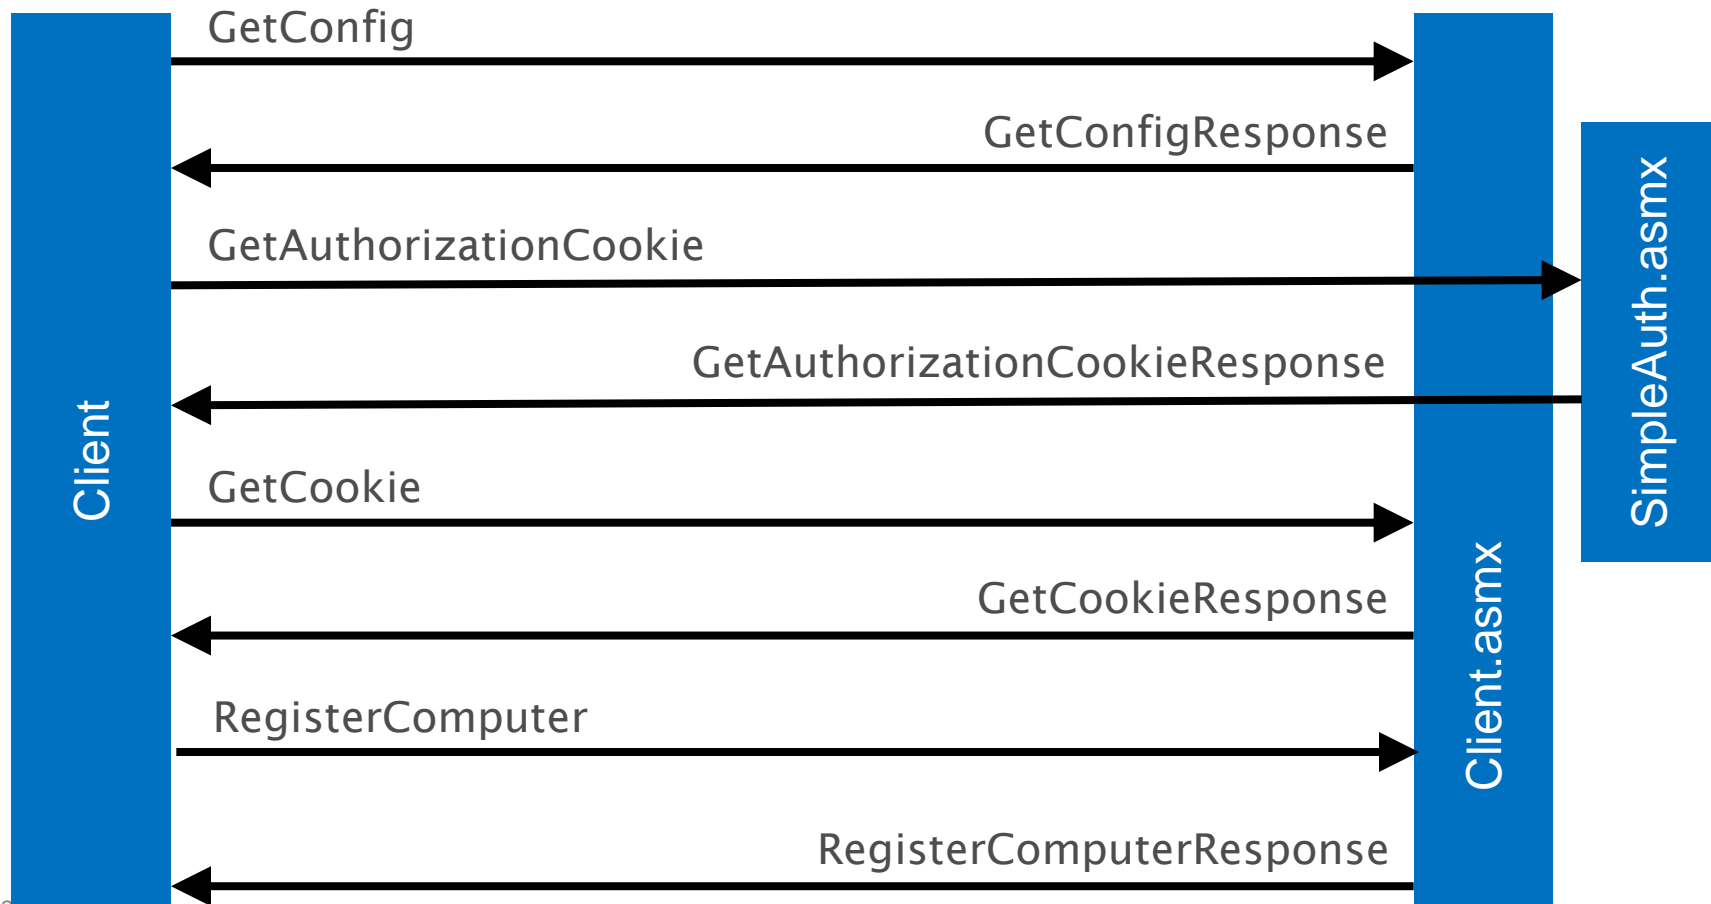 GetConfig
GetConfigResponse
GetAuthorizationCookie
GetAuthorizationCookieResponse
GetCookie
GetCookieResponse
RegisterComputer
RegisterComputerResponse
Client
Client.asmx
SimpleAuth.asmx